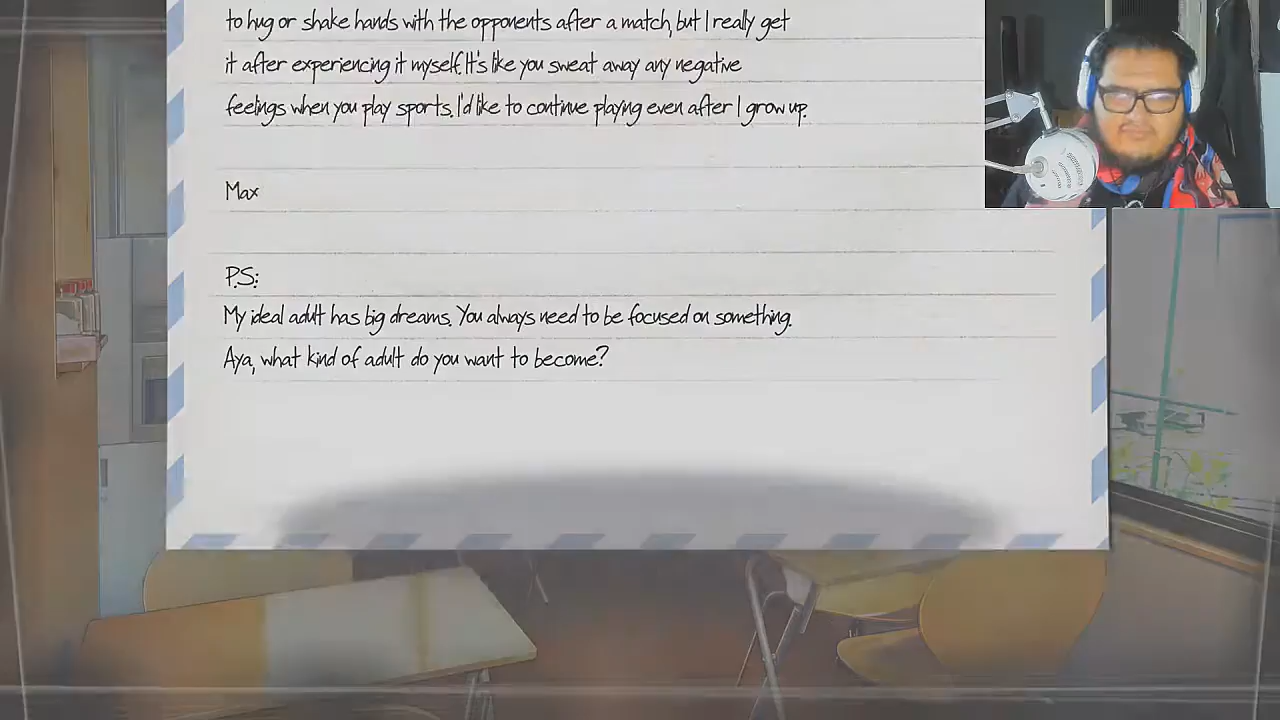 to hug or shake hands with the opponents after a match, but I really get
it after experiencing it myself. It's like you sweat away any negative
feelings when you play sports. I'd like to continue playing even after I grow up.
Max
P.S:
My ideal adult has big dreams. You always need to be focused on something.
Aya, what kind of adult do you want to become?